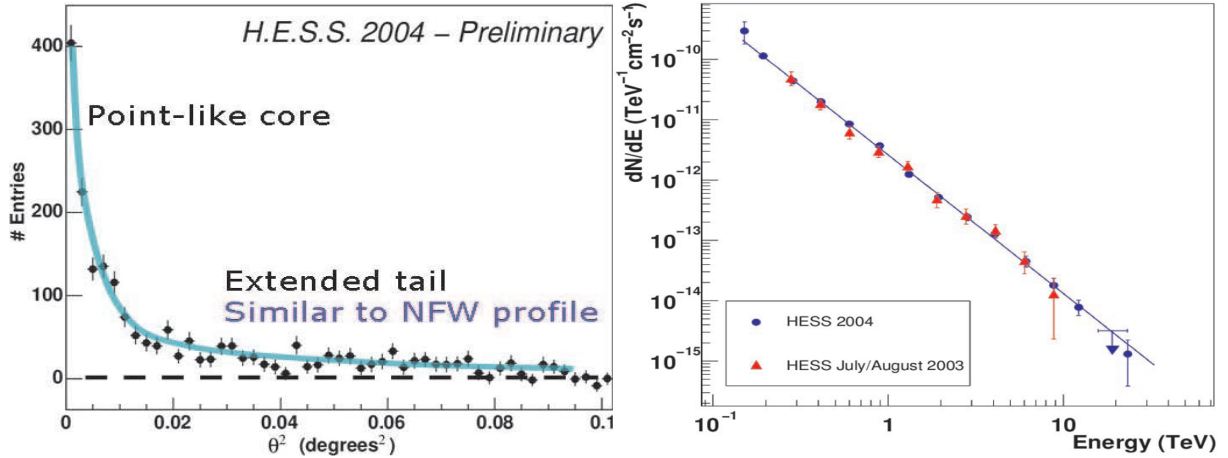 H.E.S.S. 2004 – Preliminary
Point-like core
Extended tail
Similar to NFW profile
# Entries
400
300
200
100
0
0 0.02 0.04 0.06 0.08 0.1
θ² (degrees²)
dN/dE (TeV⁻¹ cm⁻² s⁻¹)
10⁻¹⁰
10⁻¹¹
10⁻¹²
10⁻¹³
10⁻¹⁴
10⁻¹⁵
HESS 2004
HESS July/August 2003
10⁻¹ 1 10
Energy (TeV)